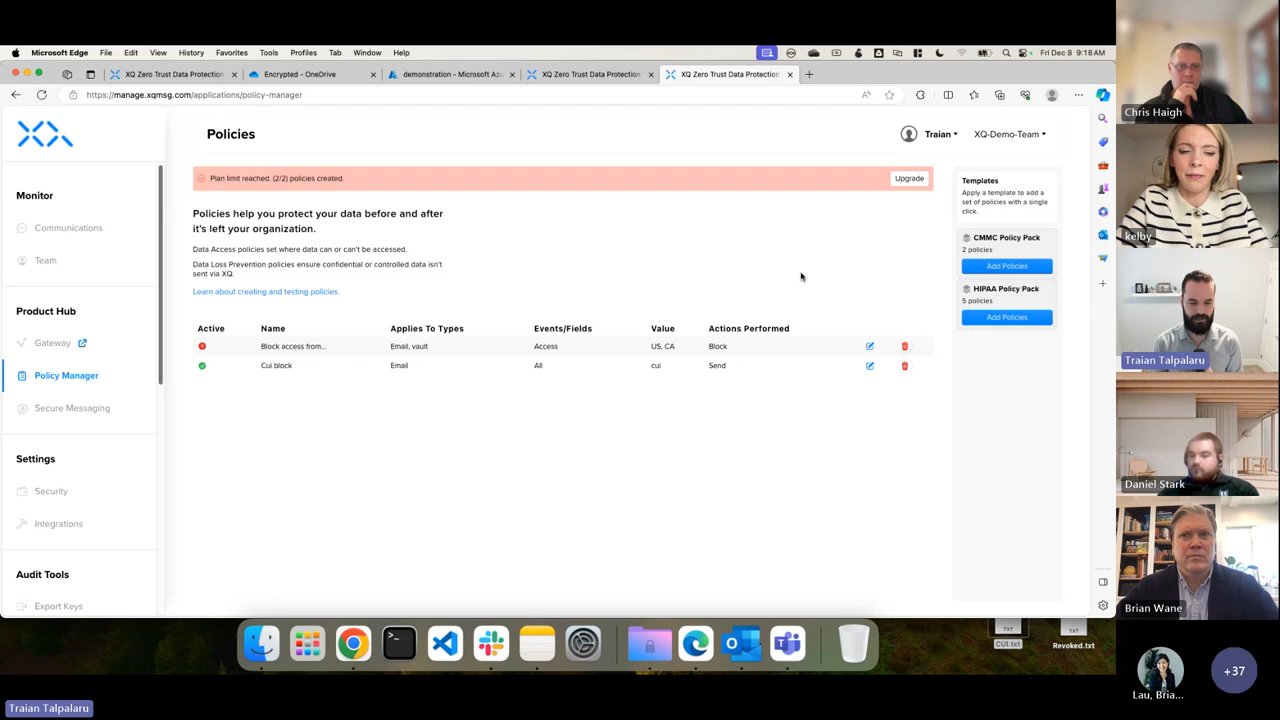 Microsoft Edge File Edit View History Favorites Tools Profiles Tab Window Help Fri Dec 8 9:18 AM
XQ Zero Trust Data Protection
Encrypted - OneDrive
demonstration - Microsoft Az
XQ Zero Trust Data Protection
XQ Zero Trust Data Protection
https://manage.xqmsg.com/applications/policy-manager
Policies
Traian
XQ-Demo-Team
Monitor
Communications
Team
Product Hub
Gateway
Policy Manager
Secure Messaging
Settings
Security
Integrations
Audit Tools
Export Keys
Plan limit reached. (2/2) policies created.
Upgrade
Policies help you protect your data before and after
it's left your organization.
Data Access policies set where data can or can't be accessed.
Data Loss Prevention policies ensure confidential or controlled data isn't
sent via XQ.
Learn about creating and testing policies.
Active Name Applies To Types Events/Fields Value Actions Performed
Block access from... Email, vault Access US, CA Block
Cui block Email All cui Send
Templates
Apply a template to add a
set of policies with a single
click.
CMMC Policy Pack
2 policies
Add Policies
HIPAA Policy Pack
5 policies
Add Policies
TXT
CUI.txt
TXT
Revoked.txt
Chris Haigh
kelby
Traian Talpalaru
Daniel Stark
Brian Wane
Lau, Bria...
+37
Traian Talpalaru